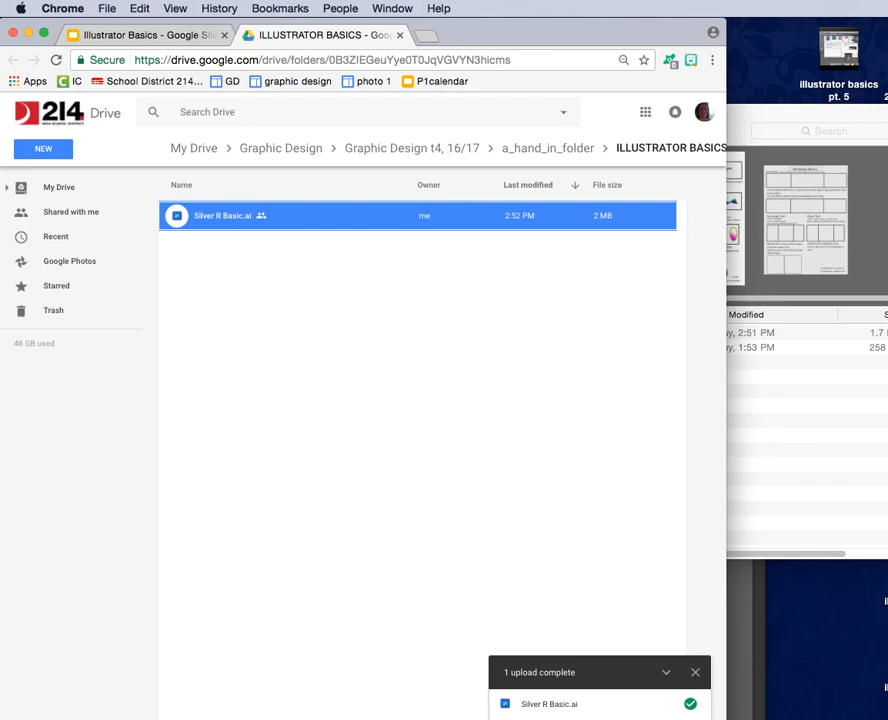 Chrome File Edit View History Bookmarks People Window Help
Illustrator Basics - Google Slid
ILLUSTRATOR BASICS - Goo
Secure https://drive.google.com/drive/folders/0B3ZIEGeuYye0T0JqVGVYN3hicms
Apps IC School District 214... GD graphic design photo 1 P1calendar
214 Drive Search Drive
NEW
My Drive Graphic Design Graphic Design t4, 16/17 a_hand_in_folder ILLUSTRATOR BASICS
Name Owner Last modified File size
Silver R Basic.ai me 2:52 PM 2 MB
My Drive
Shared with me
Recent
Google Photos
Starred
Trash
46 GB used
1 upload complete
Silver R Basic.ai
illustrator basics
pt. 5
Search
Modified S
y, 2:51 PM 1.7
y, 1:53 PM 258